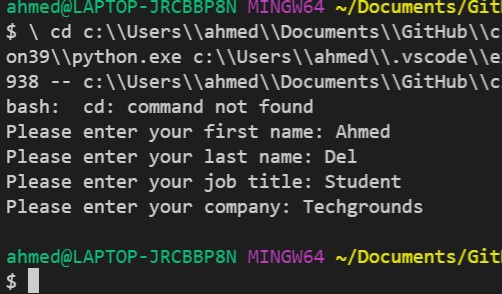 ahmed@LAPTOP-JRCBBP8N MINGW64 ~/Documents/Git
$ \ cd c:\\Users\\ahmed\\Documents\\GitHub\\c
on39\\python.exe c:\\Users\\ahmed\\.vscode\\e
938 -- c:\\Users\\ahmed\\Documents\\GitHub\\c
bash:  cd: command not found
Please enter your first name: Ahmed
Please enter your last name: Del
Please enter your job title: Student
Please enter your company: Techgrounds
ahmed@LAPTOP-JRCBBP8N MINGW64 ~/Documents/Git
$